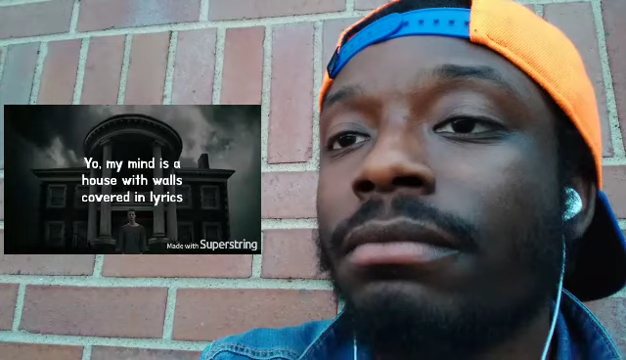 Yo, my mind is a
house with walls
covered in lyrics
Made with Superstring